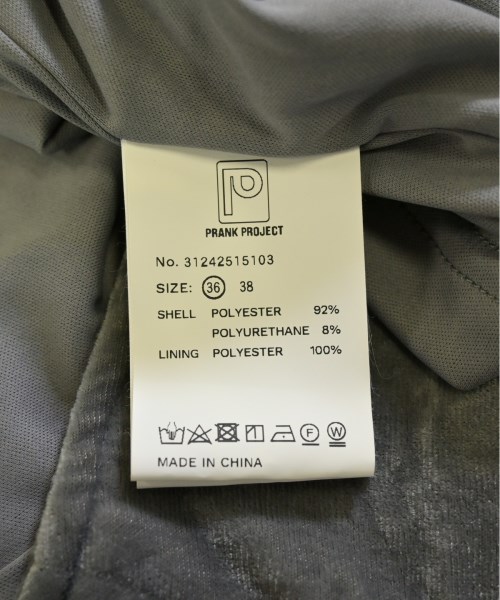 P
PRANK PROJECT
No. 31242515103
SIZE: 36 38
SHELL POLYESTER 92%
POLYURETHANE 8%
LINING POLYESTER 100%
F W
MADE IN CHINA